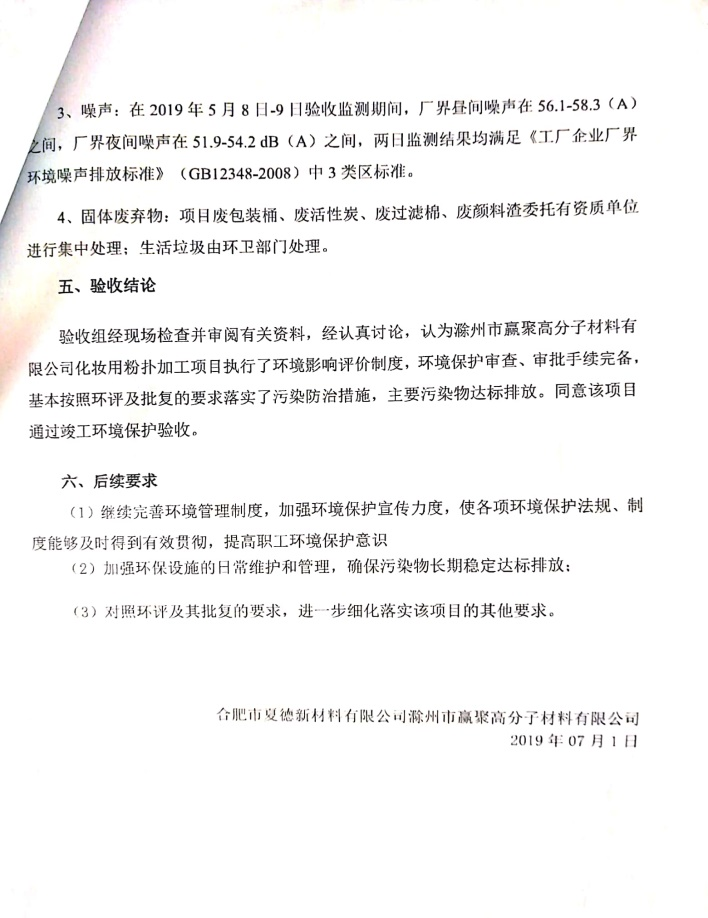 3、噪声：在 2019 年 5 月 8 日-9 日验收监测期间，厂界昼间噪声在 56.1-58.3（A）
之间，厂界夜间噪声在 51.9-54.2 dB（A）之间，两日监测结果均满足《工厂企业厂界
环境噪声排放标准》（GB12348-2008）中 3 类区标准。
4、固体废弃物：项目废包装桶、废活性炭、废过滤棉、废颜料渣委托有资质单位
进行集中处理；生活垃圾由环卫部门处理。
五、验收结论
验收组经现场检查并审阅有关资料，经认真讨论，认为滁州市赢聚高分子材料有
限公司化妆用粉扑加工项目执行了环境影响评价制度，环境保护审查、审批手续完备，
基本按照环评及批复的要求落实了污染防治措施，主要污染物达标排放。同意该项目
通过竣工环境保护验收。
六、后续要求
（1）继续完善环境管理制度，加强环境保护宣传力度，使各项环境保护法规、制
度能够及时得到有效贯彻，提高职工环境保护意识
（2）加强环保设施的日常维护和管理，确保污染物长期稳定达标排放；
（3）对照环评及其批复的要求，进一步细化落实该项目的其他要求。
合肥市夏德新材料有限公司滁州市赢聚高分子材料有限公司
2019 年 07 月 1 日